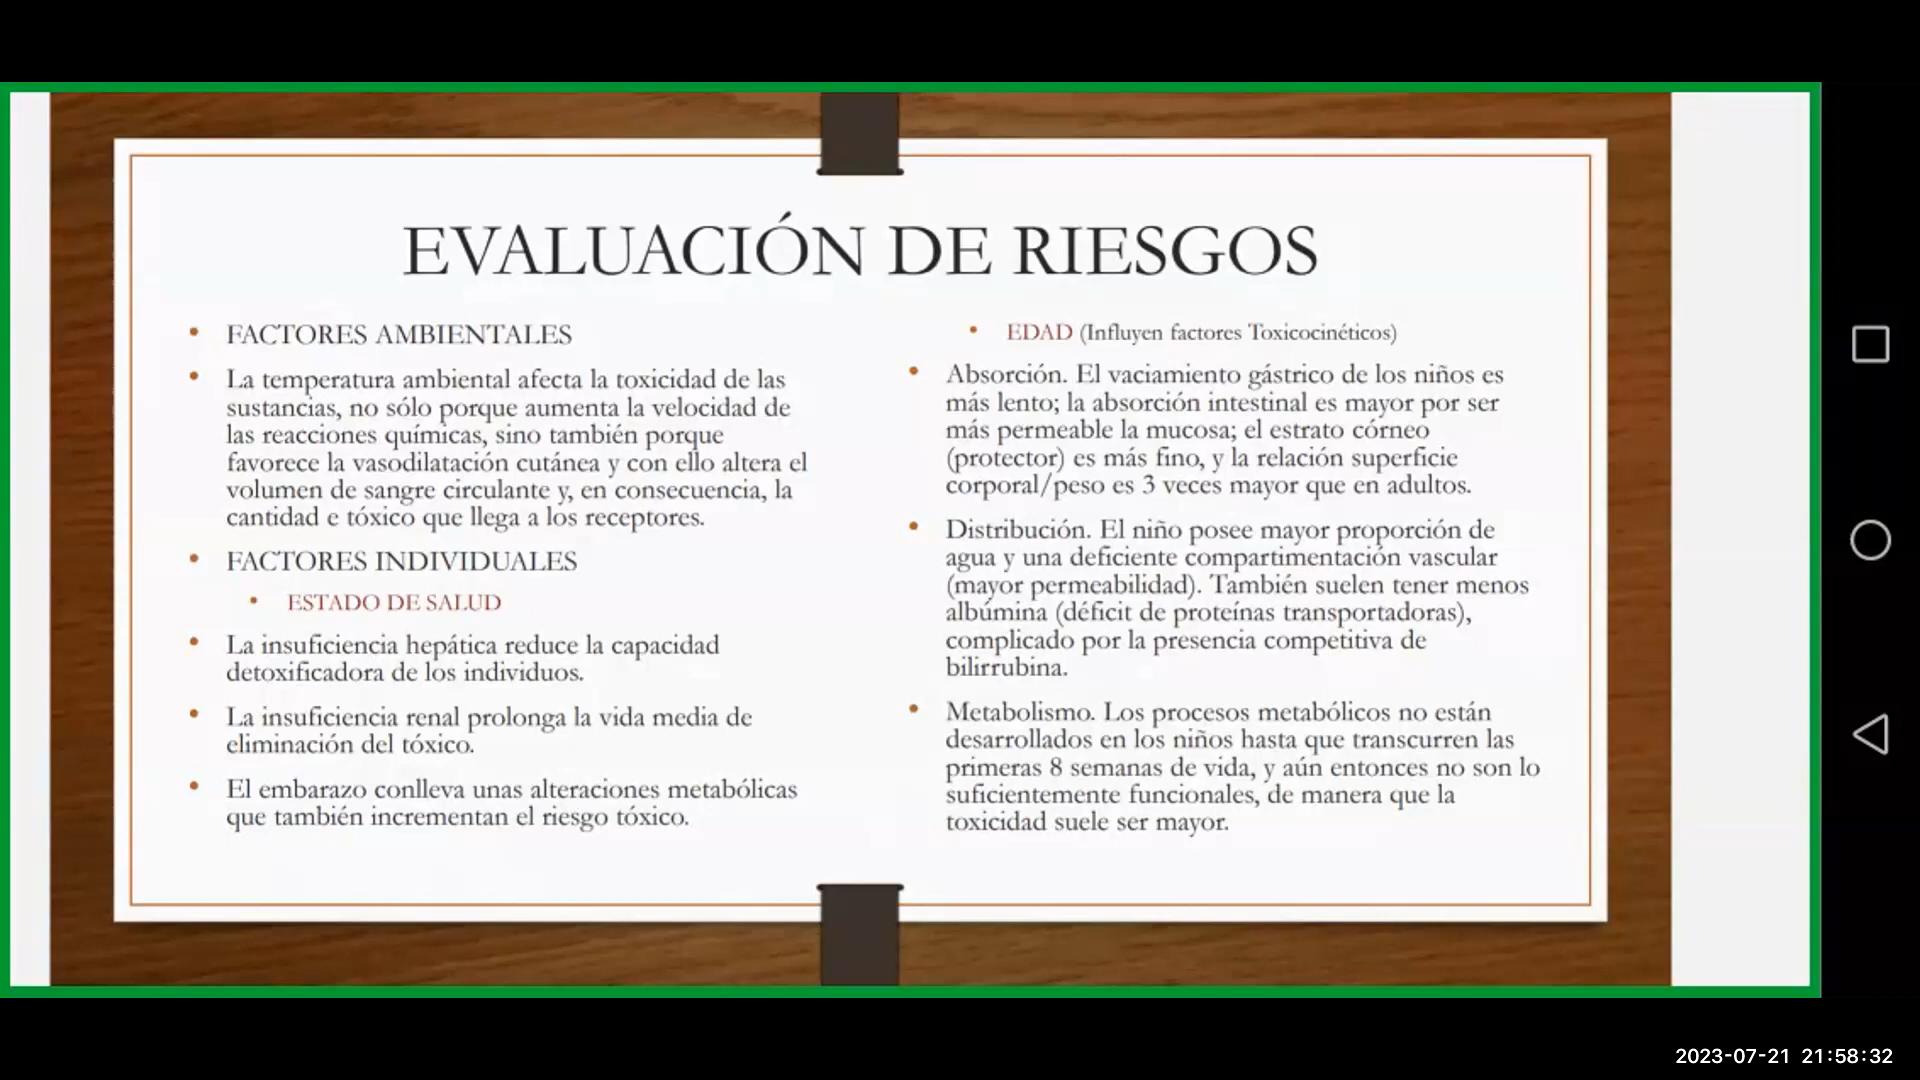 EVALUACIÓN DE RIESGOS
• FACTORES AMBIENTALES
• La temperatura ambiental afecta la toxicidad de las
sustancias, no sólo porque aumenta la velocidad de
las reacciones químicas, sino también porque
favorece la vasodilatación cutánea y con ello altera el
volumen de sangre circulante y, en consecuencia, la
cantidad e tóxico que llega a los receptores.
• FACTORES INDIVIDUALES
• ESTADO DE SALUD
• La insuficiencia hepática reduce la capacidad
detoxificadora de los individuos.
• La insuficiencia renal prolonga la vida media de
eliminación del tóxico.
• El embarazo conlleva unas alteraciones metabólicas
que también incrementan el riesgo tóxico.
• EDAD (Influyen factores Toxicocinéticos)
• Absorción. El vaciamiento gástrico de los niños es
más lento; la absorción intestinal es mayor por ser
más permeable la mucosa; el estrato córneo
(protector) es más fino, y la relación superficie
corporal/peso es 3 veces mayor que en adultos.
• Distribución. El niño posee mayor proporción de
agua y una deficiente compartimentación vascular
(mayor permeabilidad). También suelen tener menos
albúmina (déficit de proteínas transportadoras),
complicado por la presencia competitiva de
bilirrubina.
• Metabolismo. Los procesos metabólicos no están
desarrollados en los niños hasta que transcurren las
primeras 8 semanas de vida, y aún entonces no son lo
suficientemente funcionales, de manera que la
toxicidad suele ser mayor.
2023-07-21 21:58:32